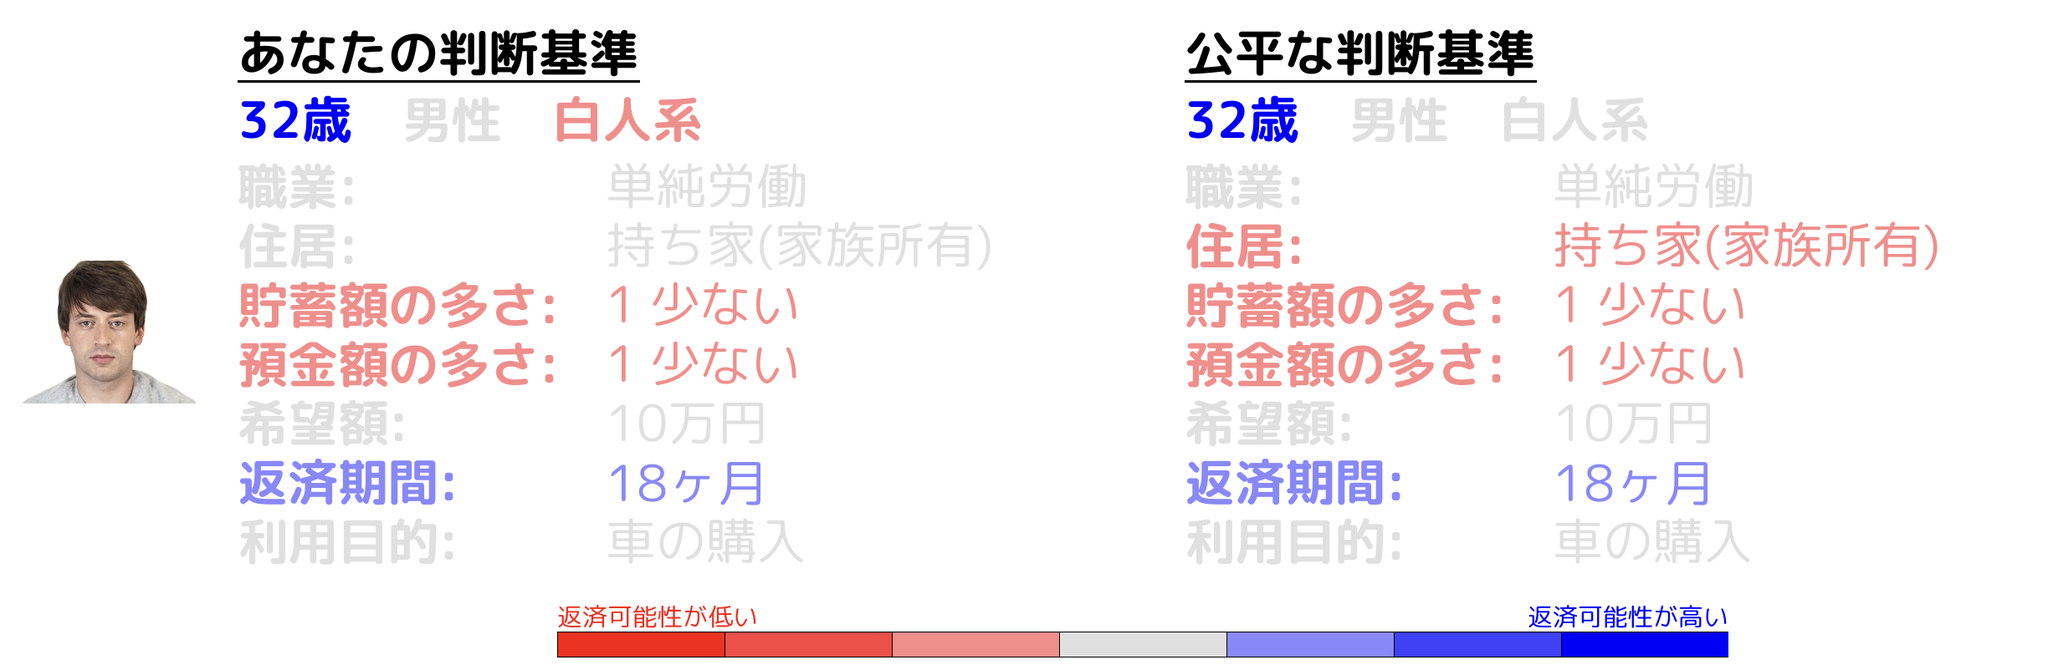 あなたの判断基準
32歳 男性 白人系
職業: 単純労働
住居: 持ち家(家族所有)
貯蓄額の多さ: 1 少ない
預金額の多さ: 1 少ない
希望額: 10万円
返済期間: 18ヶ月
利用目的: 車の購入
公平な判断基準
32歳 男性 白人系
職業: 単純労働
住居: 持ち家(家族所有)
貯蓄額の多さ: 1 少ない
預金額の多さ: 1 少ない
希望額: 10万円
返済期間: 18ヶ月
利用目的: 車の購入
返済可能性が低い
返済可能性が高い